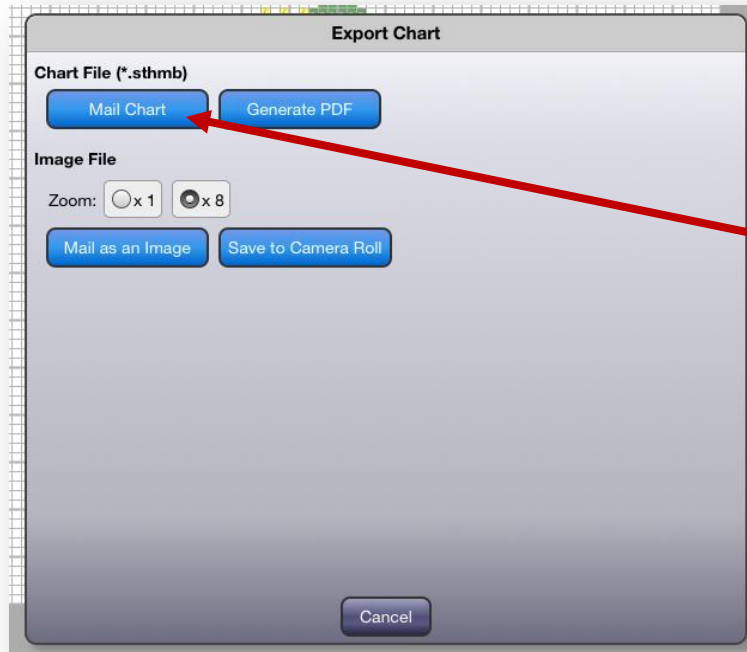 Export Chart
Chart File (*.sthmb)
Mail Chart Generate PDF
Image File
Zoom: x 1 x 8
Mail as an Image Save to Camera Roll
Cancel